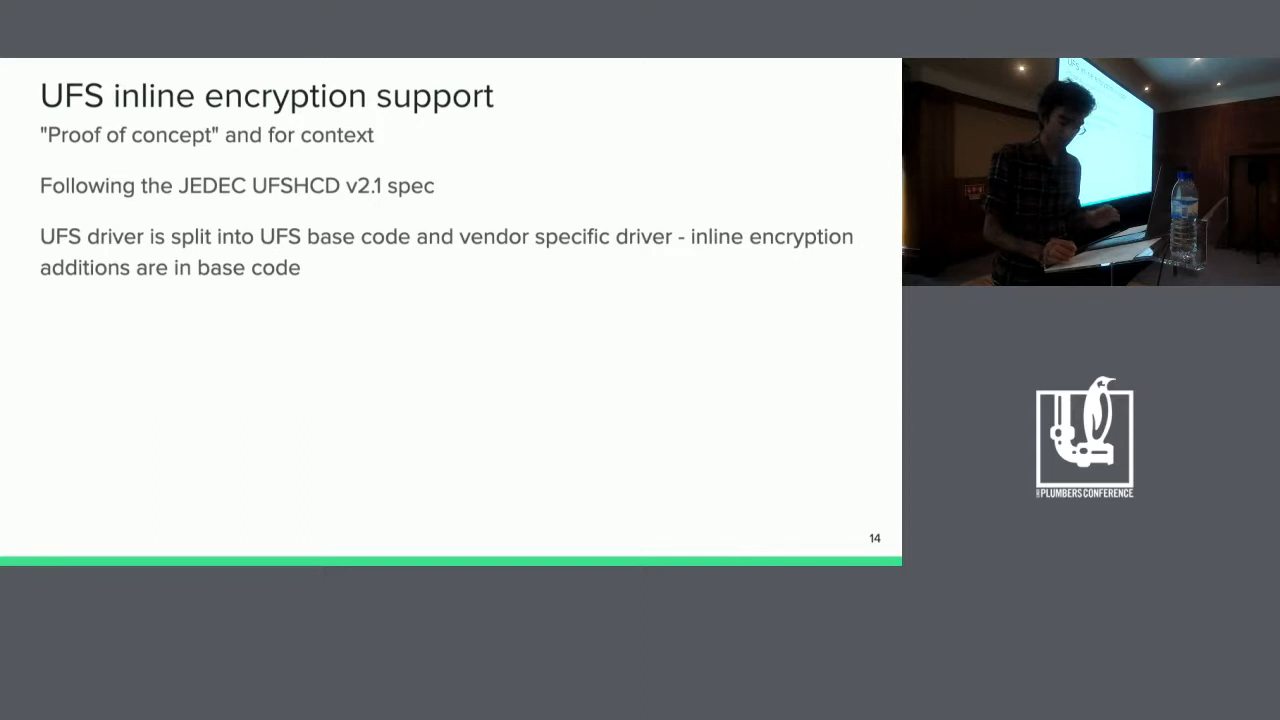 UFS inline encryption support
"Proof of concept" and for context
Following the JEDEC UFSHCD v2.1 spec
UFS driver is split into UFS base code and vendor specific driver - inline encryption
additions are in base code
14
PLUMBERS CONFERENCE